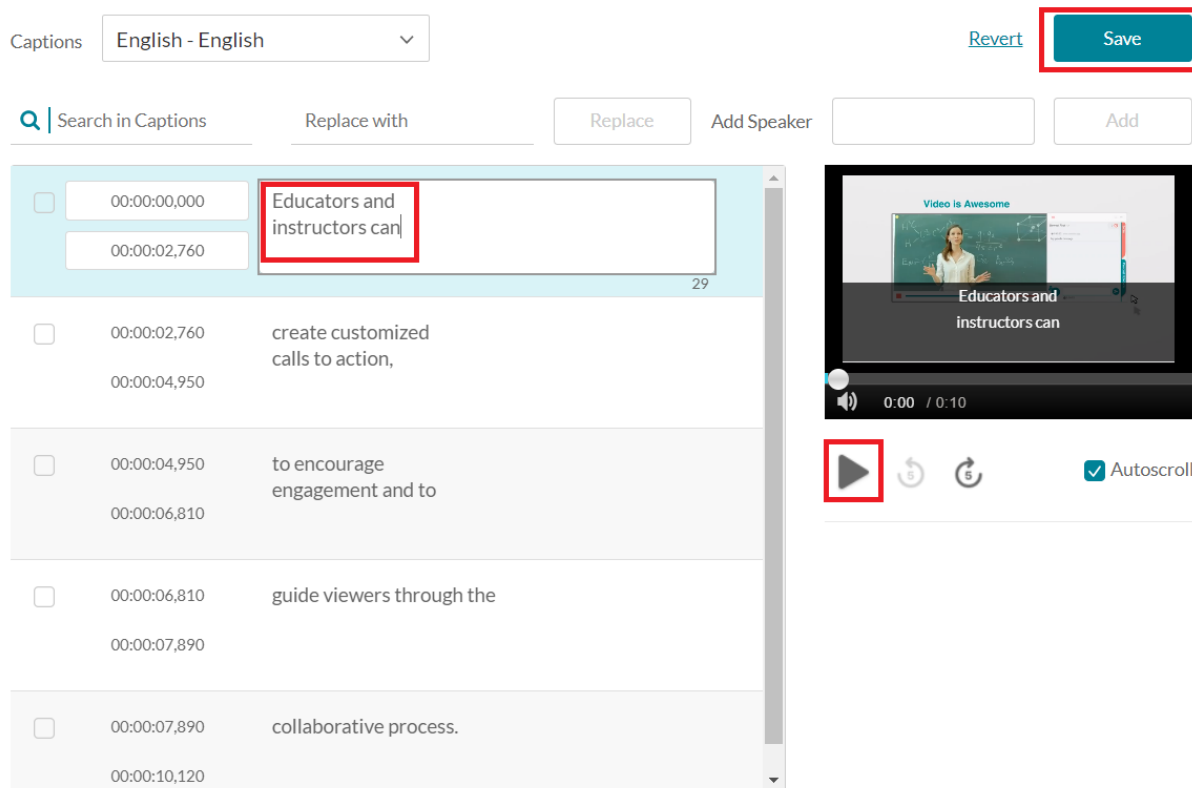 Captions
English - English
Revert
Save
Search in Captions
Replace with
Replace
Add Speaker
Add
00:00:00,000
00:00:02,760
Educators and
instructors can
29
00:00:02,760
00:00:04,950
create customized
calls to action,
00:00:04,950
00:00:06,810
to encourage
engagement and to
00:00:06,810
00:00:07,890
guide viewers through the
00:00:07,890
00:00:10,120
collaborative process.
Video is Awesome
Educators and
instructors can
0:00 / 0:10
5
5
Autoscroll